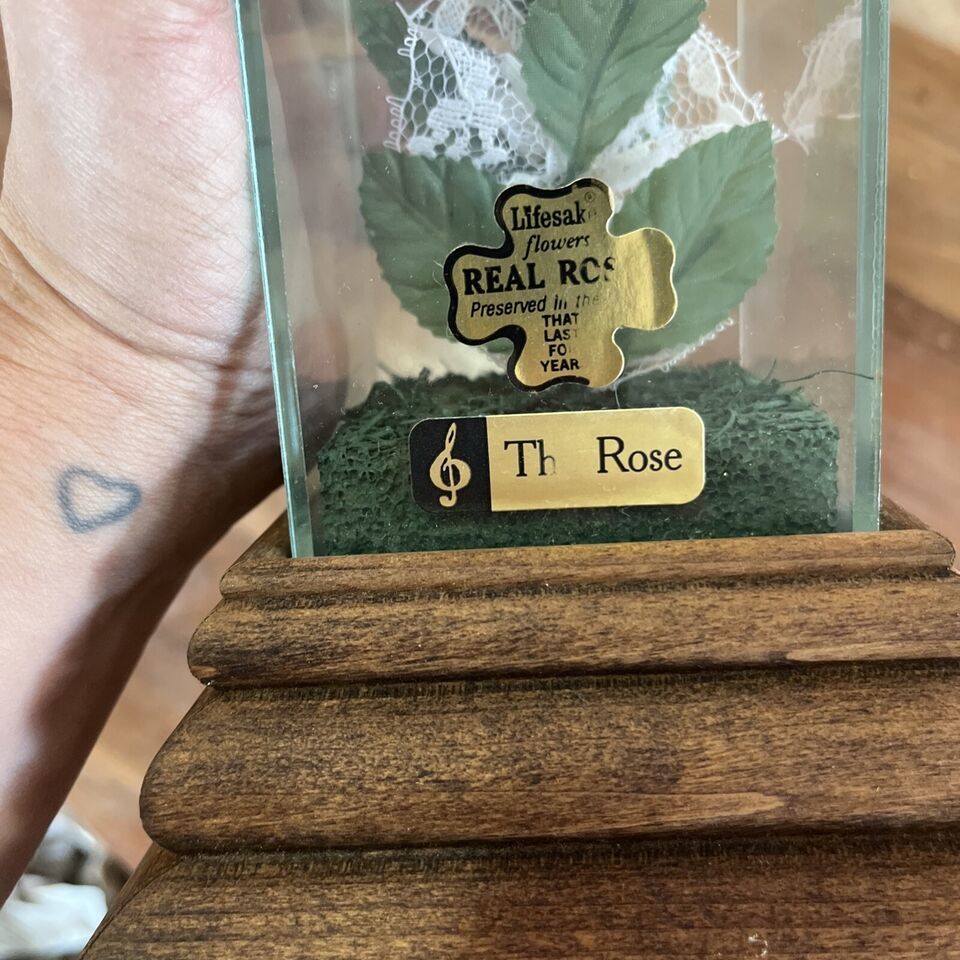 Lifesak
flowers
REAL ROS
Preserved in the
THAT
LAST
FO
YEAR
Th Rose